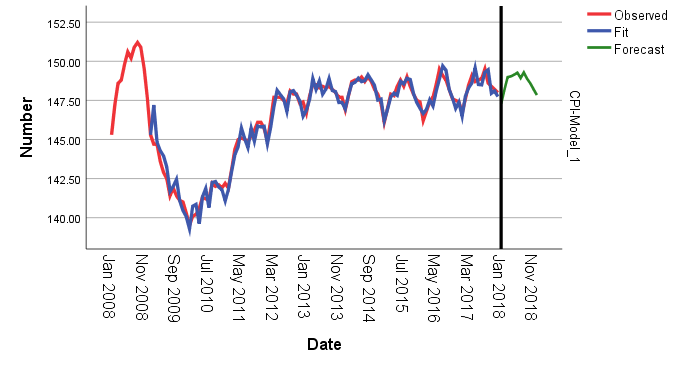 Observed
Fit
Forecast
152.50
150.00
147.50
145.00
142.50
140.00
Number
CPI-Model_1
Jan 2008
Nov 2008
Sep 2009
Jul 2010
May 2011
Mar 2012
Jan 2013
Nov 2013
Sep 2014
Jul 2015
May 2016
Mar 2017
Jan 2018
Nov 2018
Date